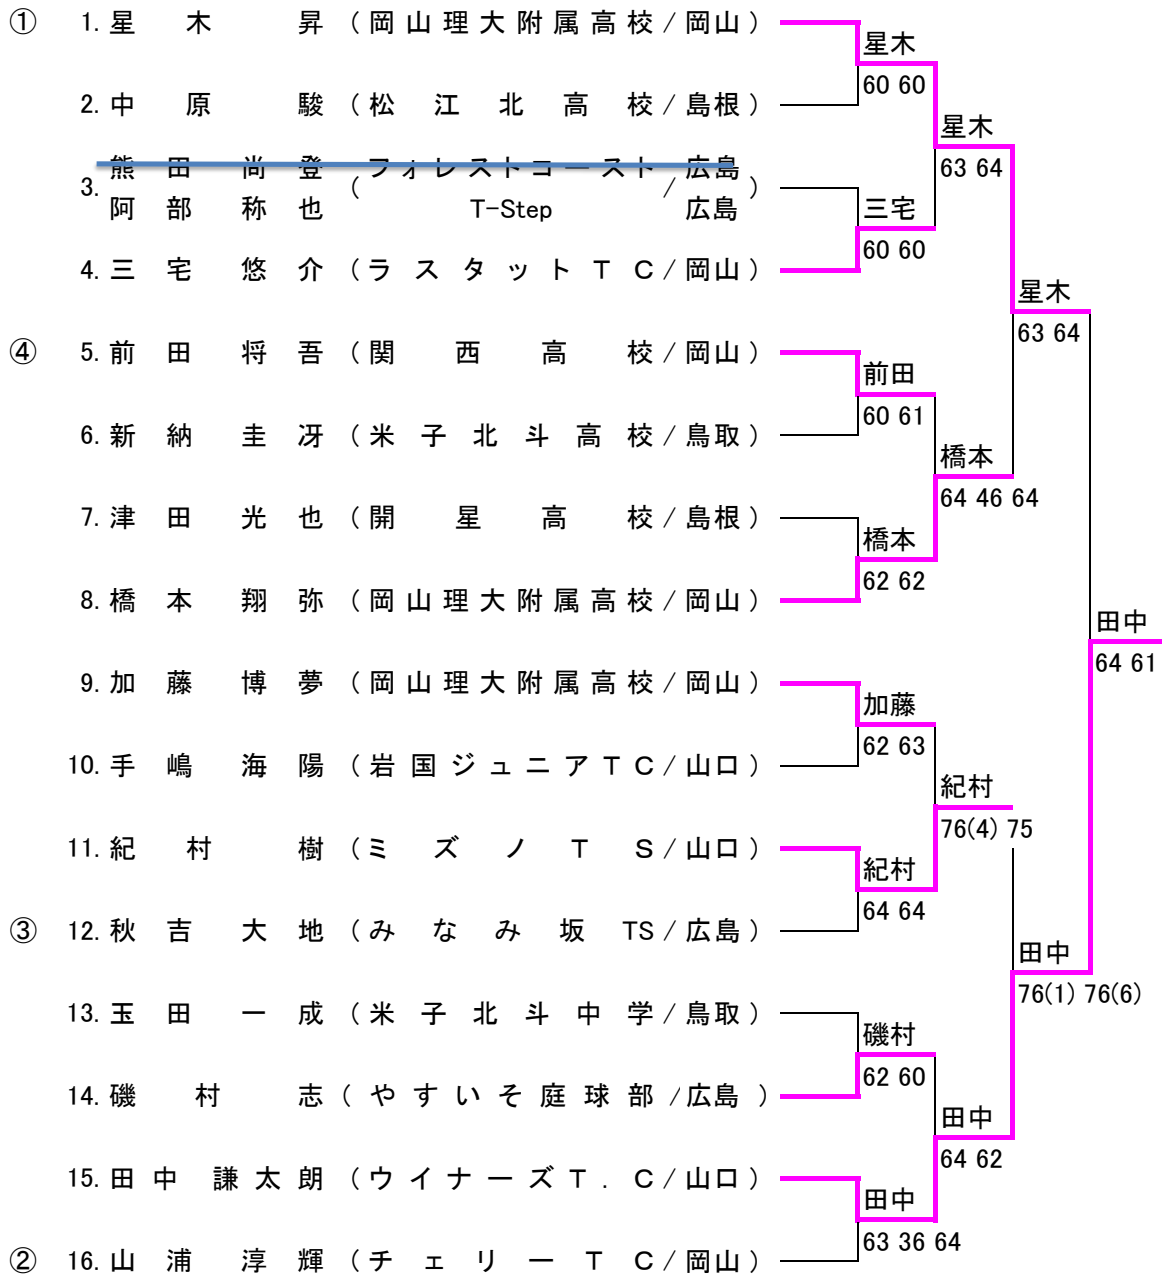 ① 1. 星木 昇 (岡山理大附属高校/岡山)
星木
60 60
2. 中原 駿 (松江北高校/島根)
星木
63 64
3. 熊田 尚登 (フォレストコースト/広島)
阿部 称也 T-Step 広島
三宅
60 60
4. 三宅 悠介 (ラスタットTC/岡山)
星木
63 64
④ 5. 前田 将吾 (関西高校/岡山)
前田
60 61
6. 新納 圭冴 (米子北斗高校/鳥取)
橋本
64 46 64
7. 津田 光也 (開星高校/島根)
橋本
62 62
8. 橋本 翔弥 (岡山理大附属高校/岡山)
田中
64 61
9. 加藤 博夢 (岡山理大附属高校/岡山)
加藤
62 63
10. 手嶋 海陽 (岩国ジュニアTC/山口)
紀村
76(4) 75
11. 紀村 樹 (ミズノTS/山口)
紀村
64 64
③ 12. 秋吉 大地 (みなみ坂TS/広島)
田中
76(1) 76(6)
13. 玉田 一成 (米子北斗中学/鳥取)
磯村
62 60
14. 磯村 志 (やすいそ庭球部/広島)
田中
64 62
15. 田中 謙太朗 (ウイナーズT.C/山口)
田中
63 36 64
② 16. 山浦 淳輝 (チェリーTC/岡山)